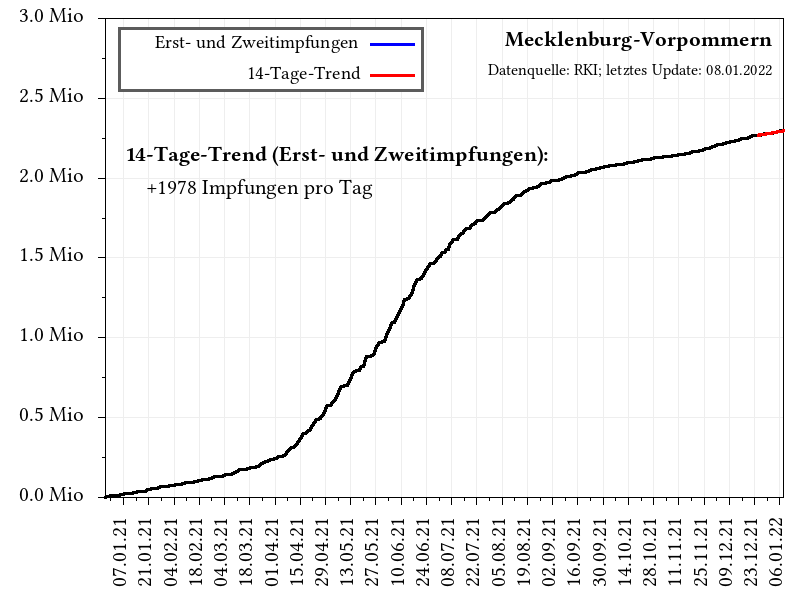 3.0 Mio
2.5 Mio
2.0 Mio
1.5 Mio
1.0 Mio
0.5 Mio
0.0 Mio
Erst- und Zweitimpfungen
14-Tage-Trend
Mecklenburg-Vorpommern
Datenquelle: RKI; letztes Update: 08.01.2022
14-Tage-Trend (Erst- und Zweitimpfungen):
+1978 Impfungen pro Tag
07.01.21
21.01.21
04.02.21
18.02.21
04.03.21
18.03.21
01.04.21
15.04.21
29.04.21
13.05.21
27.05.21
10.06.21
24.06.21
08.07.21
22.07.21
05.08.21
19.08.21
02.09.21
16.09.21
30.09.21
14.10.21
28.10.21
11.11.21
25.11.21
09.12.21
23.12.21
06.01.22